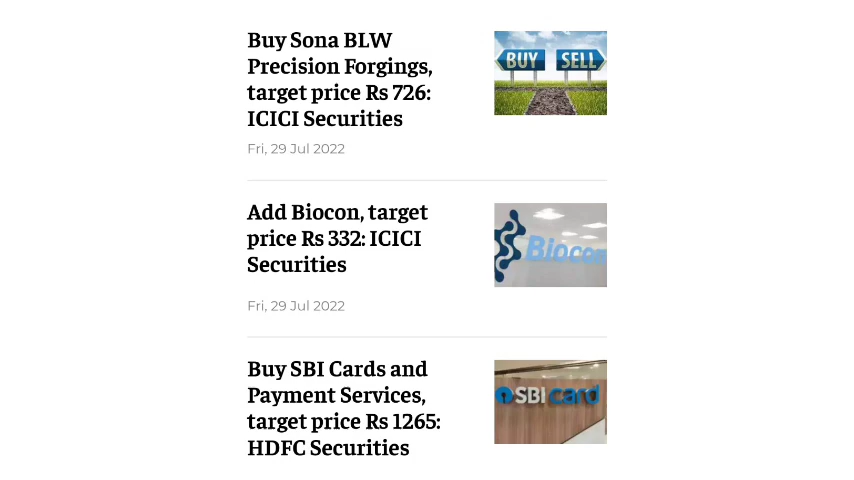 Buy Sona BLW
Precision Forgings,
target price Rs 726:
ICICI Securities
Fri, 29 Jul 2022
BUY
SELL
Add Biocon, target
price Rs 332: ICICI
Securities
Fri, 29 Jul 2022
Biocon
Buy SBI Cards and
Payment Services,
target price Rs 1265:
HDFC Securities
SBI card